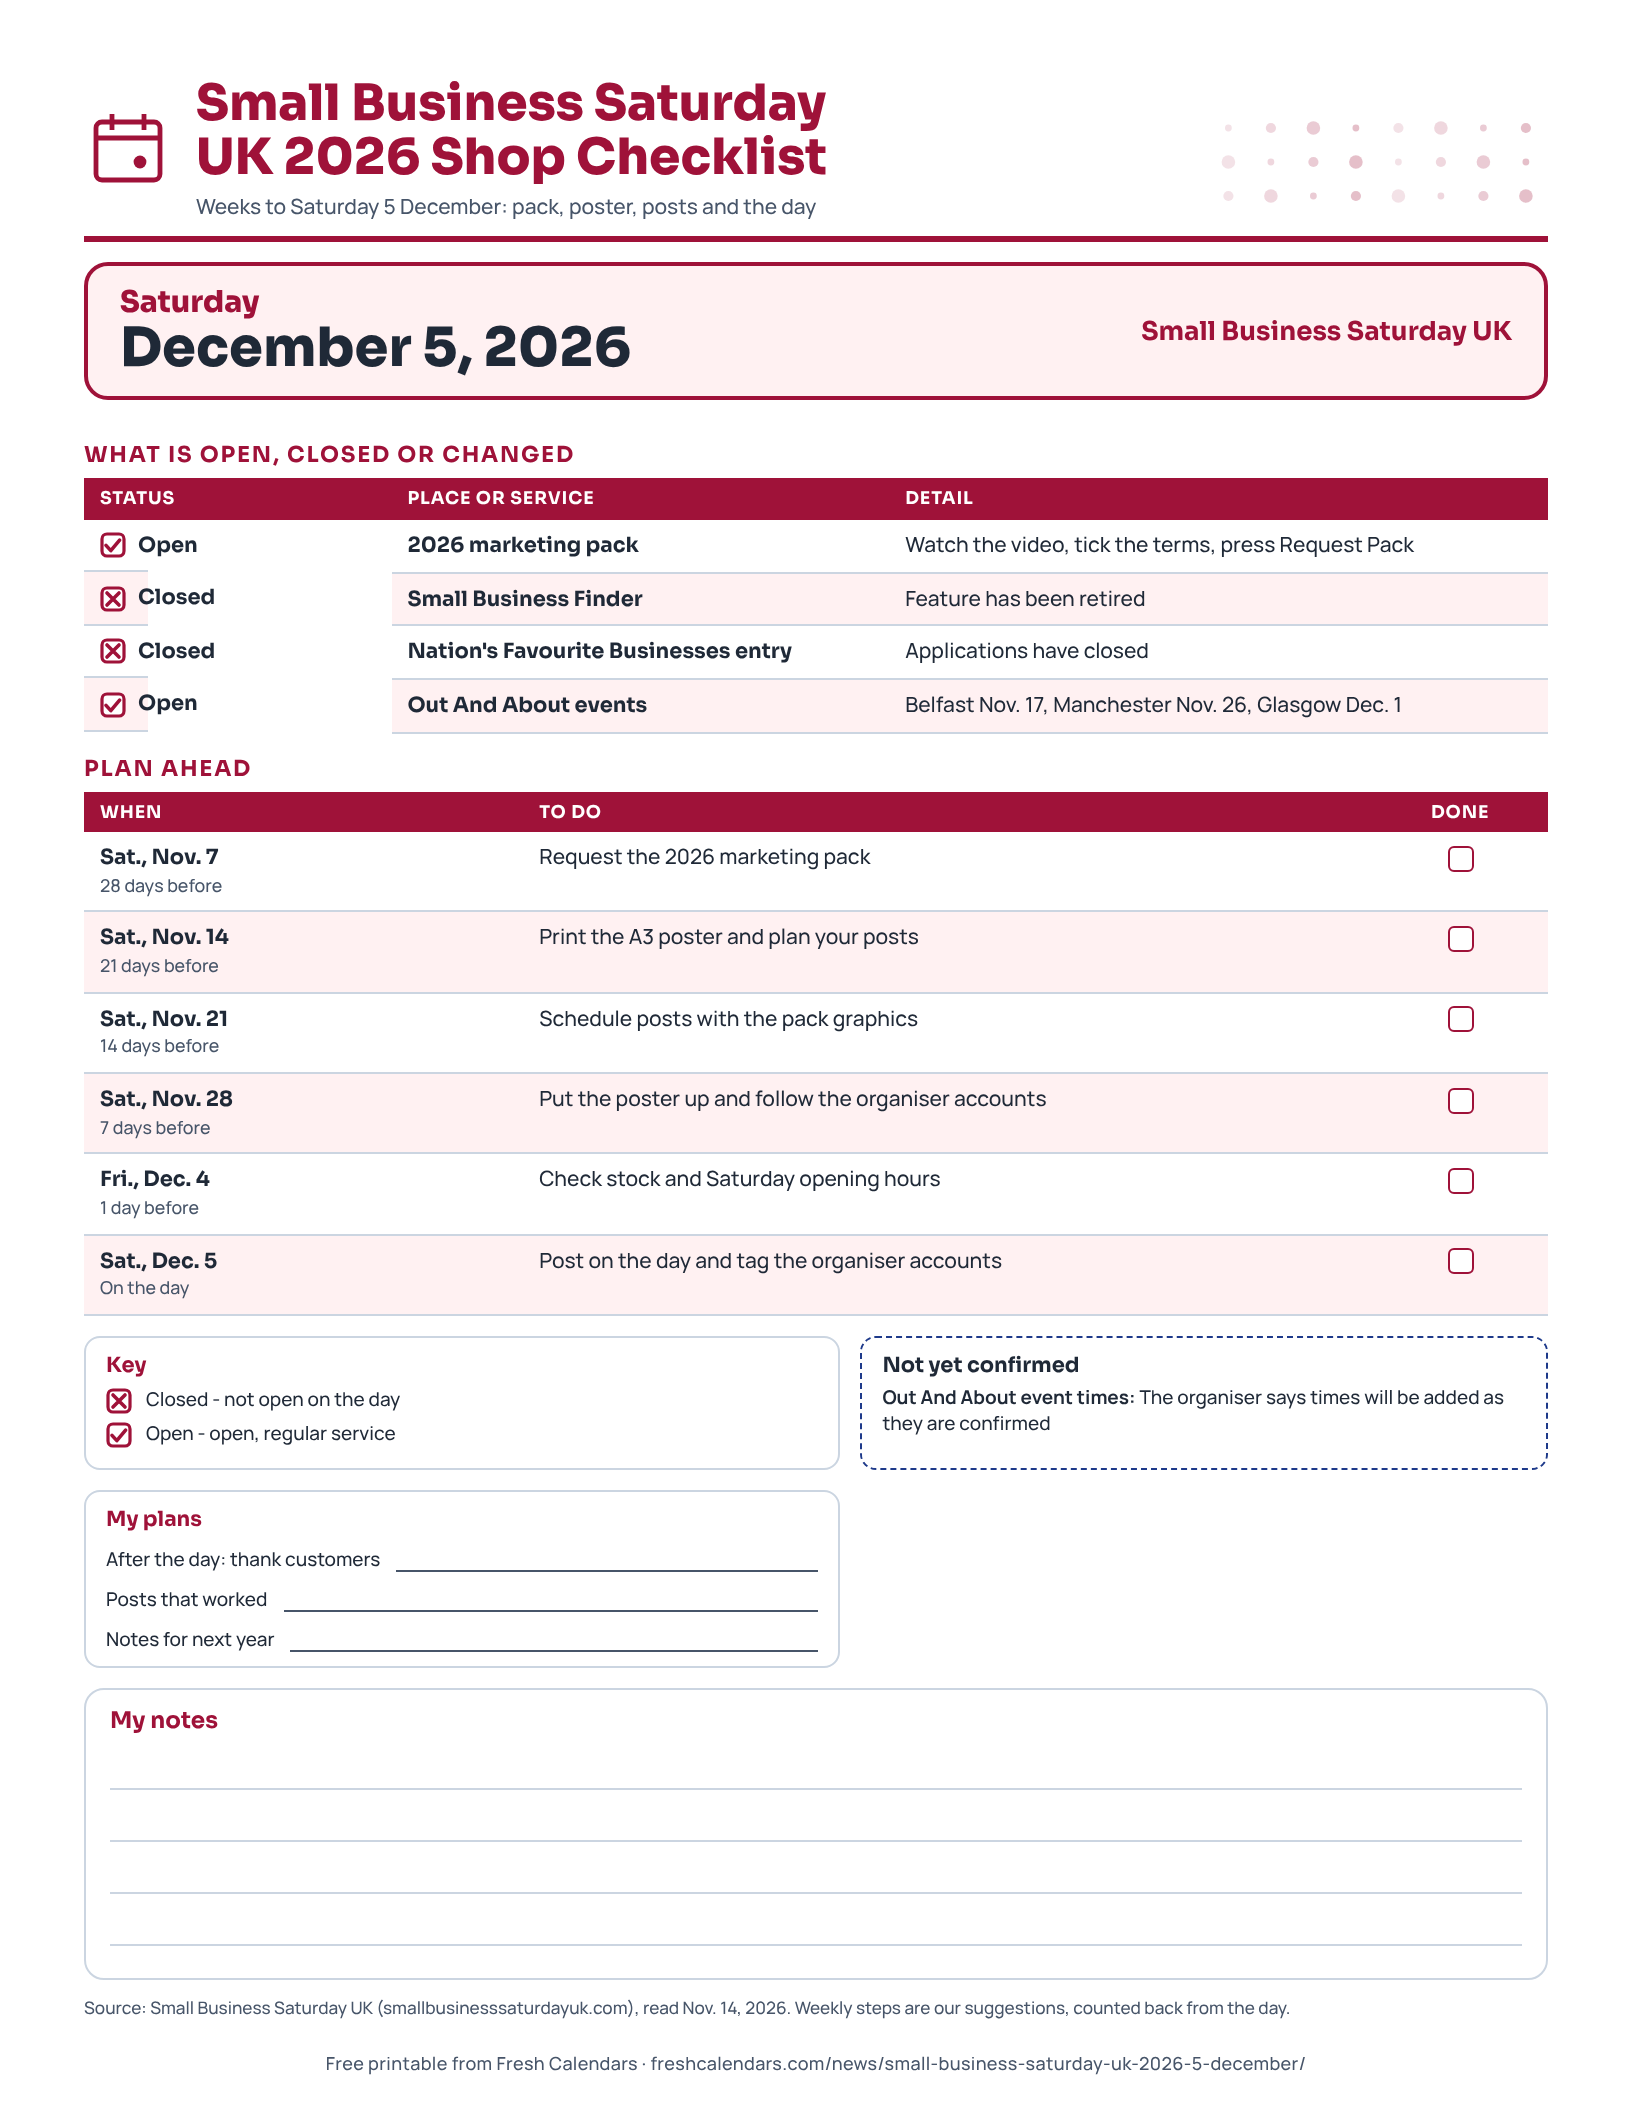 Small Business Saturday
UK 2026 Shop Checklist
Weeks to Saturday 5 December: pack, poster, posts and the day
Saturday
December 5, 2026
Small Business Saturday UK
WHAT IS OPEN, CLOSED OR CHANGED
STATUS PLACE OR SERVICE DETAIL
Open 2026 marketing pack Watch the video, tick the terms, press Request Pack
Closed Small Business Finder Feature has been retired
Closed Nation's Favourite Businesses entry Applications have closed
Open Out And About events Belfast Nov. 17, Manchester Nov. 26, Glasgow Dec. 1
PLAN AHEAD
WHEN TO DO DONE
Sat., Nov. 7 Request the 2026 marketing pack
28 days before
Sat., Nov. 14 Print the A3 poster and plan your posts
21 days before
Sat., Nov. 21 Schedule posts with the pack graphics
14 days before
Sat., Nov. 28 Put the poster up and follow the organiser accounts
7 days before
Fri., Dec. 4 Check stock and Saturday opening hours
1 day before
Sat., Dec. 5 Post on the day and tag the organiser accounts
On the day
Key
Closed - not open on the day
Open - open, regular service
Not yet confirmed
Out And About event times: The organiser says times will be added as
they are confirmed
My plans
After the day: thank customers
Posts that worked
Notes for next year
My notes
Source: Small Business Saturday UK (smallbusinesssaturdayuk.com), read Nov. 14, 2026. Weekly steps are our suggestions, counted back from the day.
Free printable from Fresh Calendars · freshcalendars.com/news/small-business-saturday-uk-2026-5-december/